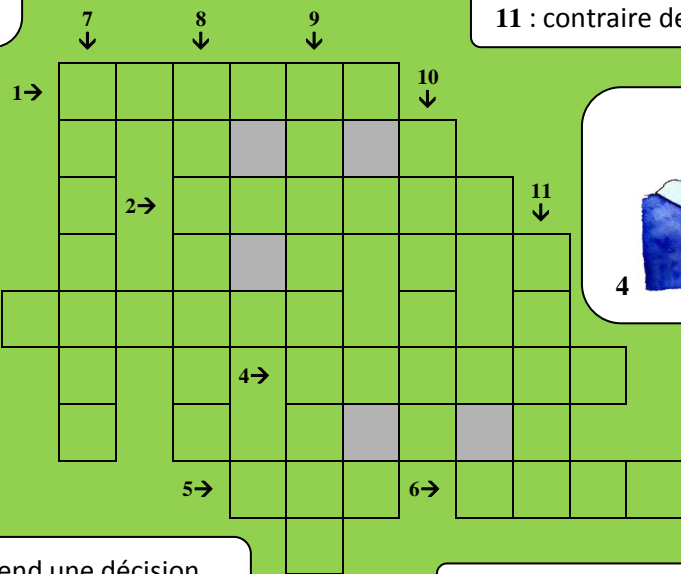 7 8 9
11 : contraire de
10
1→
11
2→
4
4→
5→ 6→
end une décision